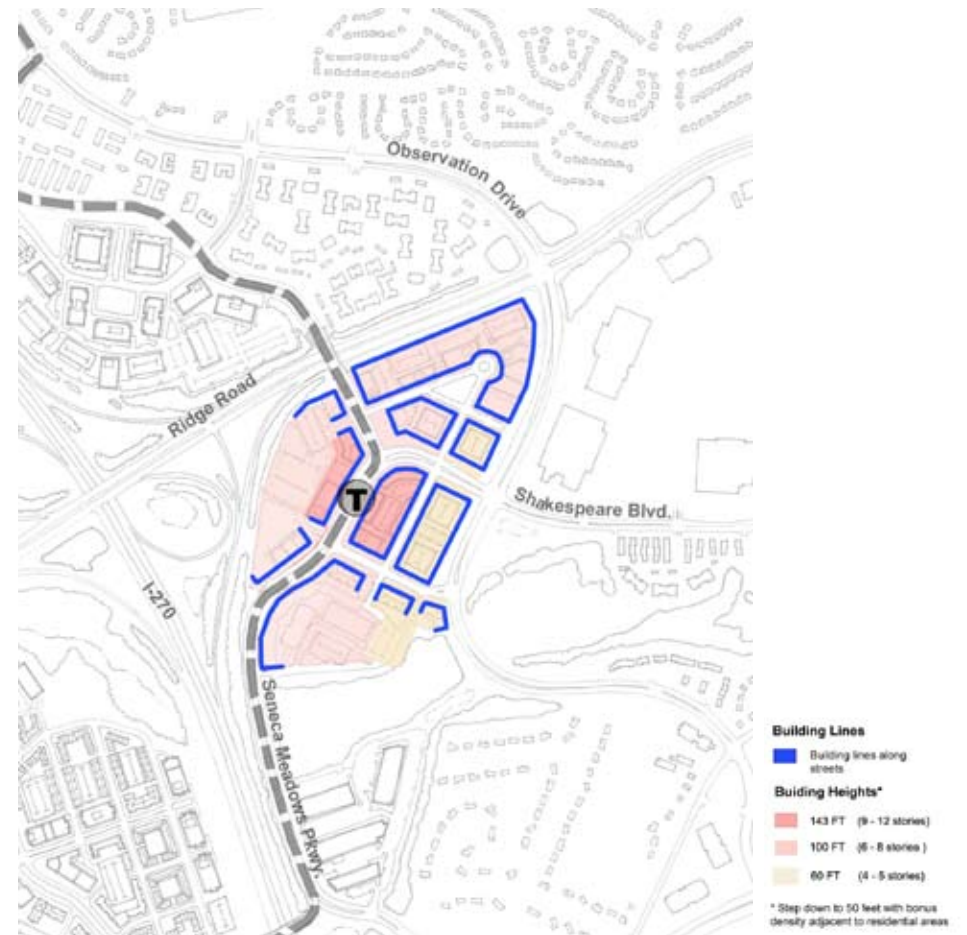 Observation Drive
Ridge Road
T
Shakespeare Blvd.
I-270
Seneca Meadows Pkwy.
Building Lines
Building lines along
streets
Buiding Heights*
143 FT (9 - 12 stories)
100 FT (6 - 8 stories )
60 FT (4 - 5 stories)
* Step down to 50 feet with bonus
density adjacent to residential areas